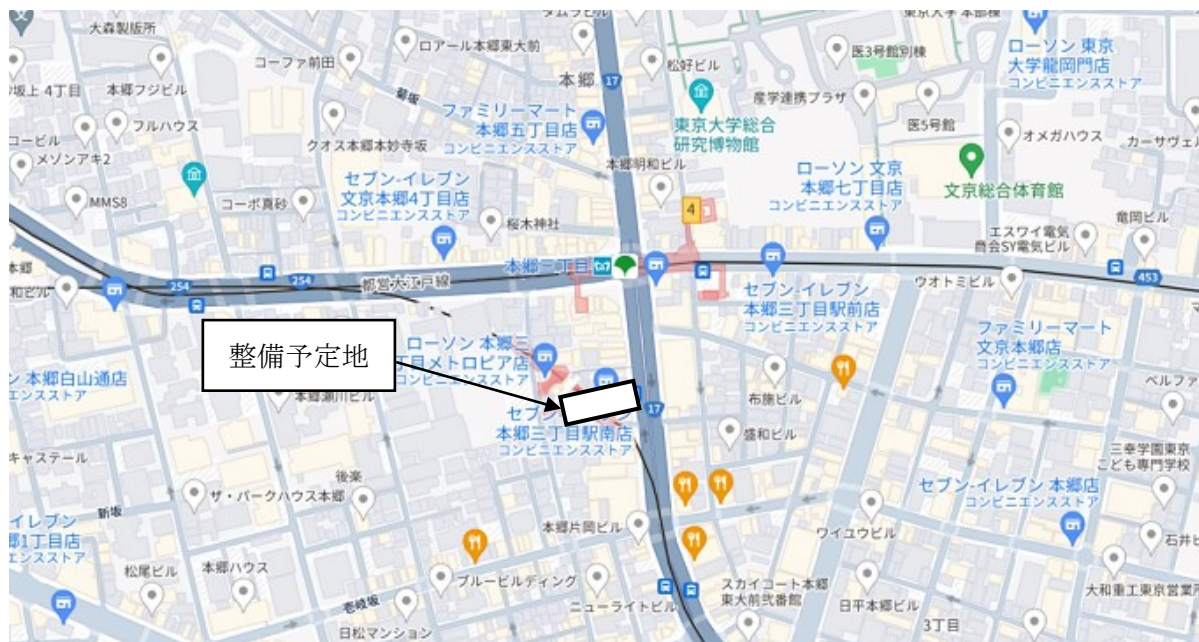 大森製版所
タムラビル
東京大学 本部棟
ローソン 東京
大学龍岡門店
コンビニエンスストア
ロアール本郷東大前
医3号館別棟
コーファ前田
松好ビル
本郷
17
坂上 4丁目
本郷フジビル
菊坂
産学連携プラザ
ファミリーマート
本郷五丁目店
コンビニエンスストア
東京大学総合
研究博物館
医5号館
オメガハウス
カーサヴェ
コービル
フルハウス
クオス本郷本妙寺坂
メゾンアキ2
本郷明和ビル
ローソン 文京
本郷七丁目店
コンビニエンスストア
文京総合体育館
セブン-イレブン
文京本郷4丁目店
コンビニエンスストア
MMS8
コーポ真砂
4
桜木神社
竜岡ビル
エスワイ電気
商会SY電気ビル
本郷三丁目
本郷
254
254
都営大江戸線
453
和ビル
ウオトミビル
セブン-イレブン
本郷三丁目駅前店
コンビニエンスストア
整備予定地
ローソン 本郷三
丁目メトロピア店
コンビニエンスストア
ファミリーマート
文京本郷店
コンビニエンスストア
ン 本郷白山通店
エンスストア
本郷瀬川ビル
布施ビル
ベルファ
17
セブ
本郷三丁目駅南店
コンビニエンスストア
盛和ビル
キャステール
三幸学園東京
こども専門学校
後楽
ザ・パークハウス本郷
セブン-イレブン 本郷店
コンビニエンスストア
新坂
イレブン
郷1丁目店
エンスストア
本郷片岡ビル
ワイユウビル
石井ビ
松尾ビル
本郷ハウス
ブルービルディング
スカイコート本郷
東大前弐番館
大和重工東京営業所
壱岐坂
ニューライトビル
日平本郷ビル
日松マンション
3丁目